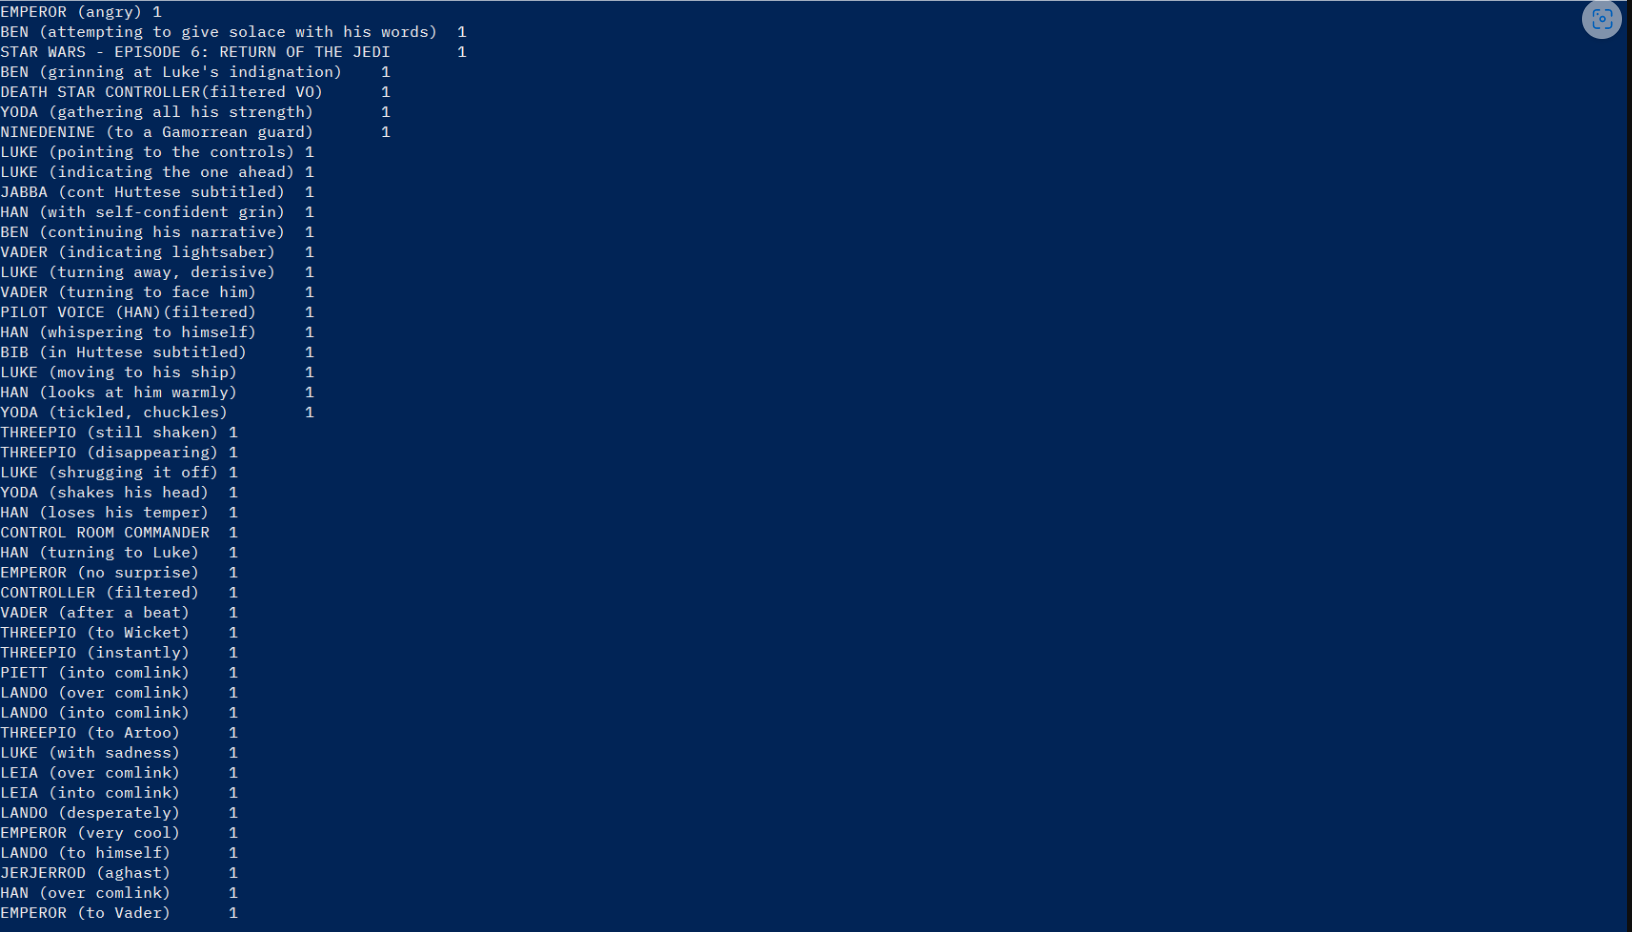 EMPEROR (angry) 1
BEN (attempting to give solace with his words)  1
STAR WARS - EPISODE 6: RETURN OF THE JEDI       1
BEN (grinning at Luke's indignation)    1
DEATH STAR CONTROLLER(filtered VO)      1
YODA (gathering all his strength)       1
NINEDENINE (to a Gamorrean guard)       1
LUKE (pointing to the controls) 1
LUKE (indicating the one ahead) 1
JABBA (cont Huttese subtitled)  1
HAN (with self-confident grin)  1
BEN (continuing his narrative)  1
VADER (indicating lightsaber)   1
LUKE (turning away, derisive)   1
VADER (turning to face him)     1
PILOT VOICE (HAN)(filtered)     1
HAN (whispering to himself)     1
BIB (in Huttese subtitled)      1
LUKE (moving to his ship)       1
HAN (looks at him warmly)       1
YODA (tickled, chuckles)        1
THREEPIO (still shaken) 1
THREEPIO (disappearing) 1
LUKE (shrugging it off) 1
YODA (shakes his head)  1
HAN (loses his temper)  1
CONTROL ROOM COMMANDER  1
HAN (turning to Luke)   1
EMPEROR (no surprise)   1
CONTROLLER (filtered)   1
VADER (after a beat)    1
THREEPIO (to Wicket)    1
THREEPIO (instantly)    1
PIETT (into comlink)    1
LANDO (over comlink)    1
LANDO (into comlink)    1
THREEPIO (to Artoo)     1
LUKE (with sadness)     1
LEIA (over comlink)     1
LEIA (into comlink)     1
LANDO (desperately)     1
EMPEROR (very cool)     1
LANDO (to himself)      1
JERJERROD (aghast)      1
HAN (over comlink)      1
EMPEROR (to Vader)      1